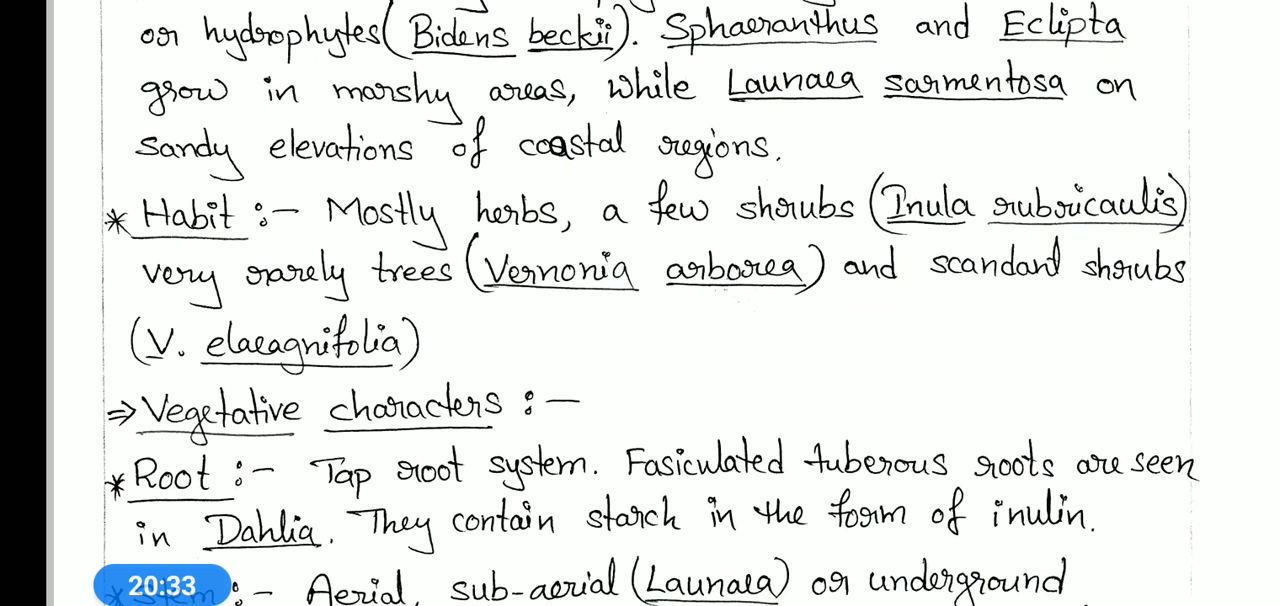 or hydrophytes (Bidens beckii). Sphaeranthus and Eclipta
grow in marshy areas, while Launaea sarmentosa on
sandy elevations of coastal regions.
* Habit :- Mostly herbs, a few shrubs (Inula rubricaulis)
very rarely trees (Vernonia arborea) and scandant shrubs
(V. elaeagnifolia)
⇒ Vegetative characters :-
* Root :- Tap root system. Fasiculated tuberous roots are seen
in Dahlia. They contain starch in the form of inulin.
* Stem :- Aerial, sub-aerial (Launaea) or underground
20:33